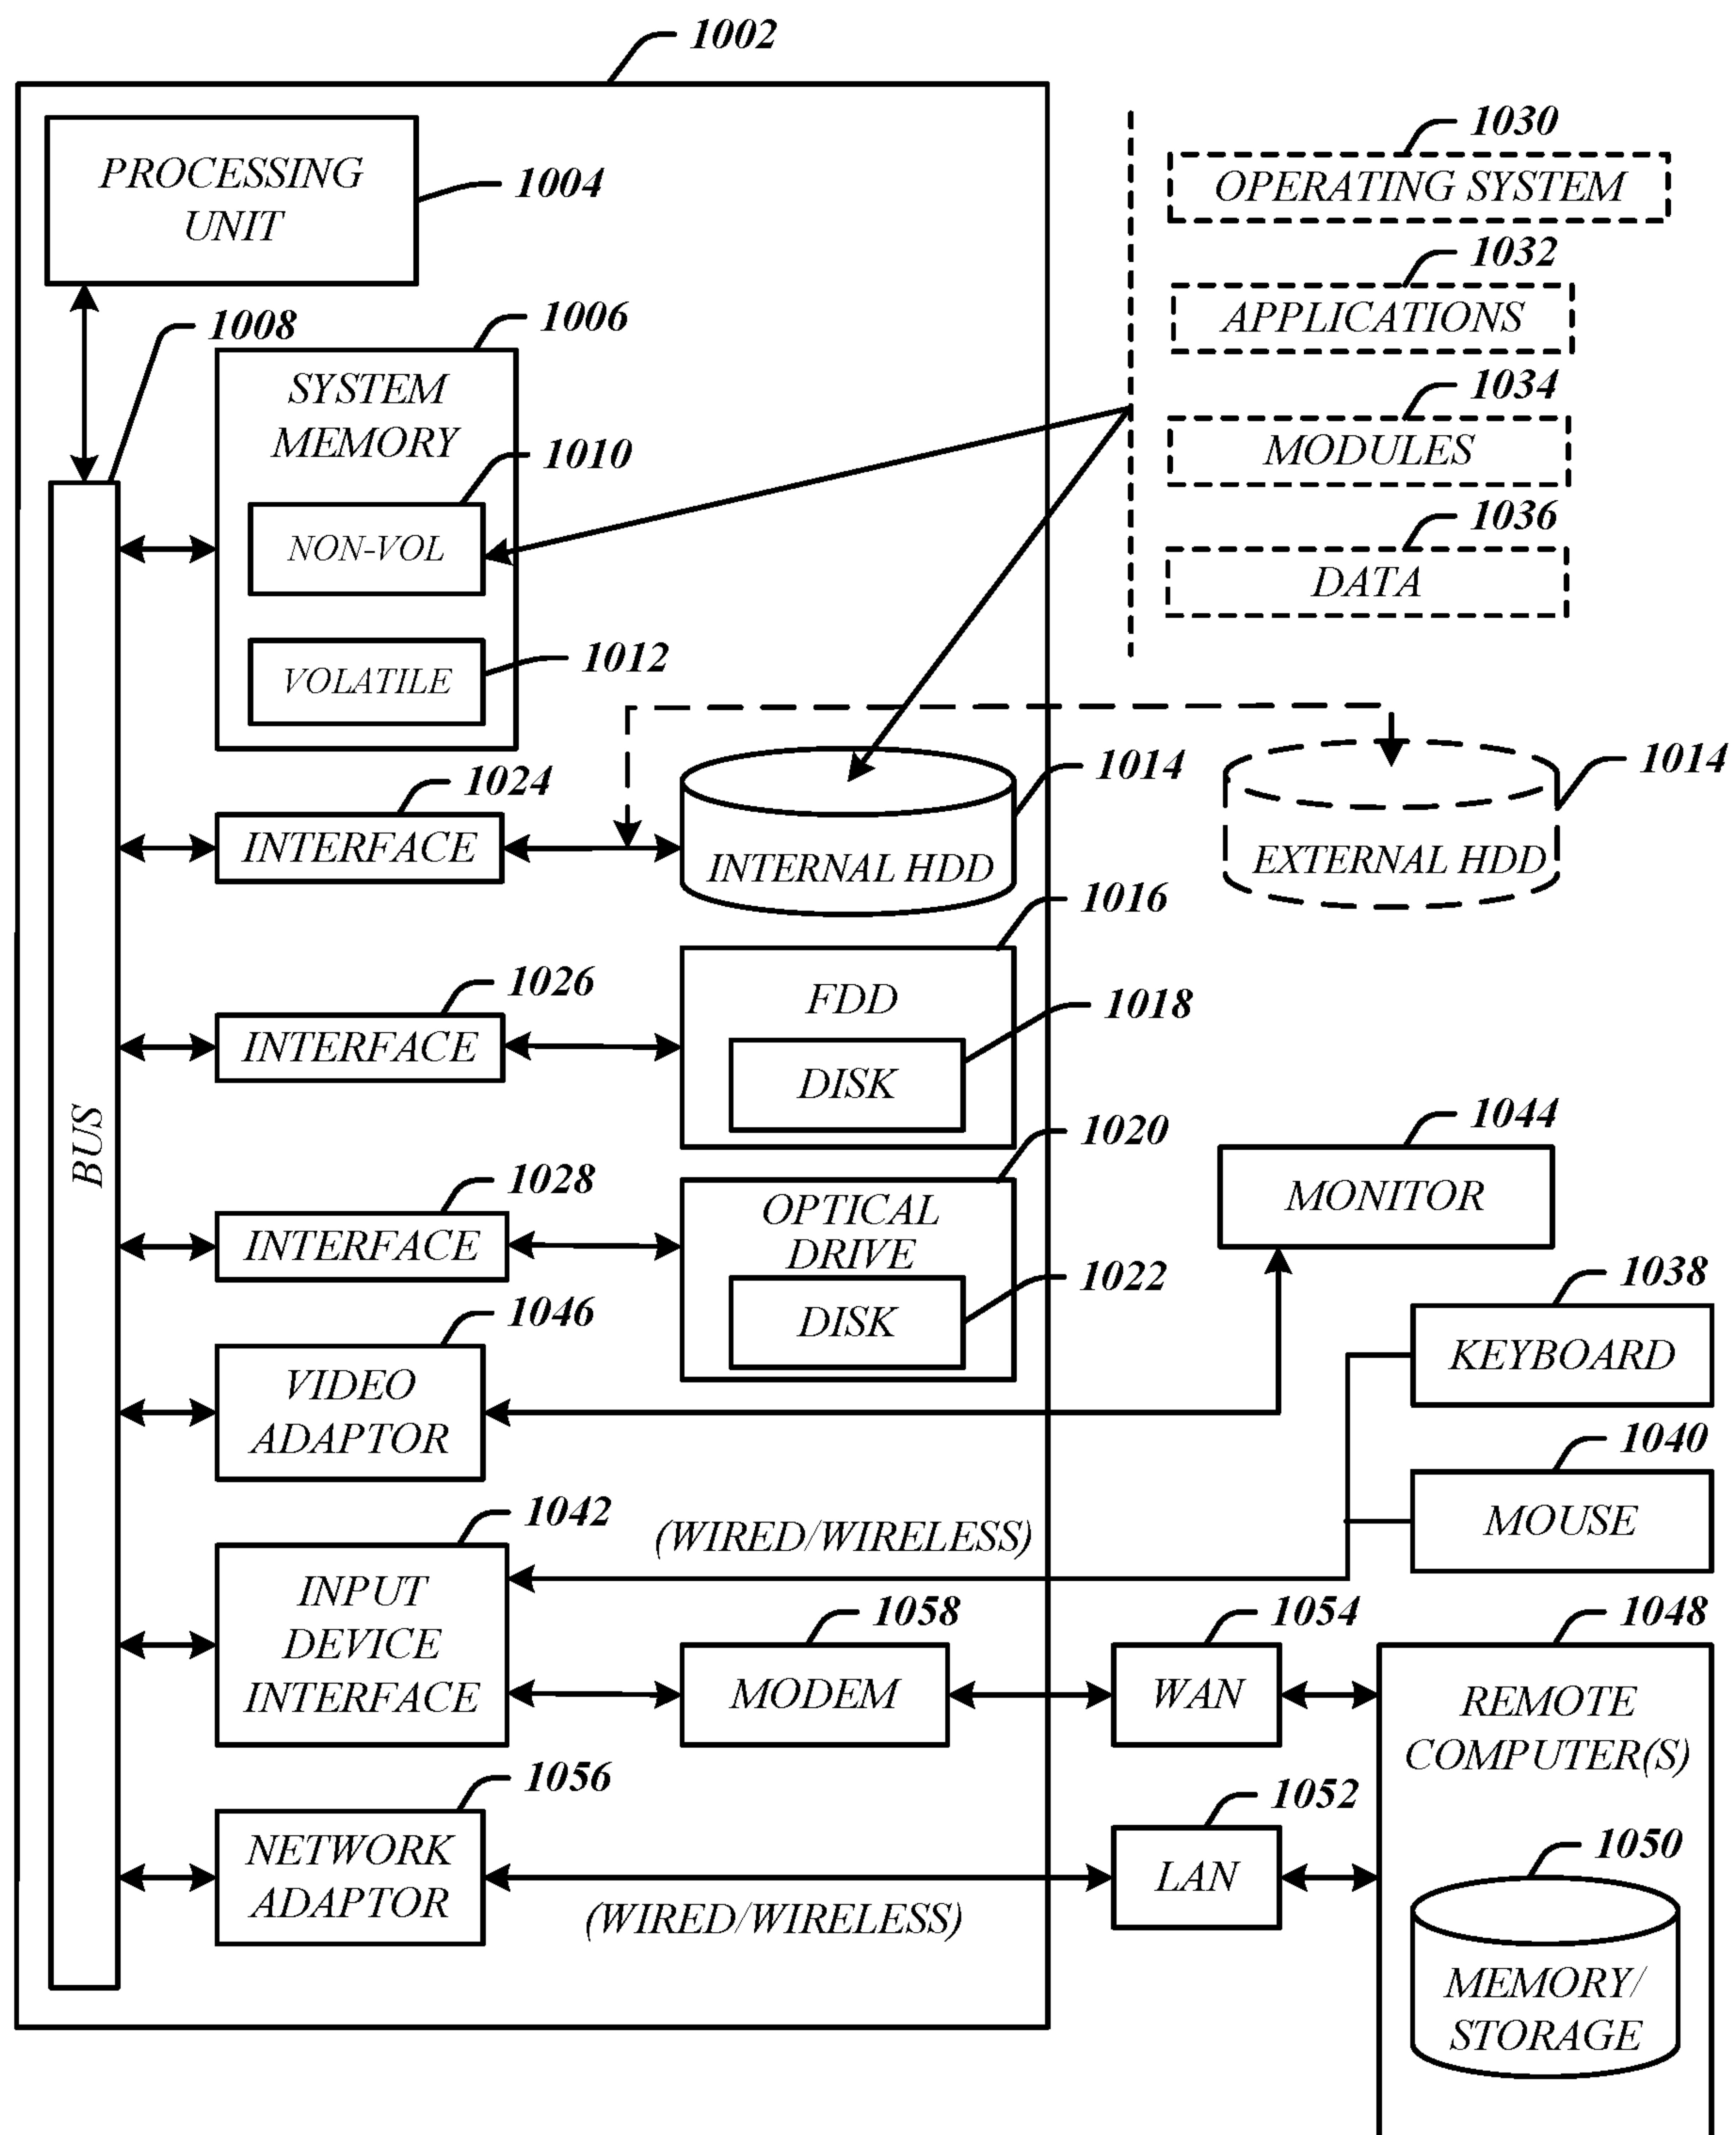 1002
PROCESSING
UNIT
1004
1030
OPERATING SYSTEM
1032
APPLICATIONS
1034
MODULES
1036
DATA
1008
1006
SYSTEM
MEMORY
1010
NON-VOL
1012
VOLATILE
1024
INTERFACE
1014
INTERNAL HDD
1014
EXTERNAL HDD
1016
FDD
1018
DISK
1026
INTERFACE
BUS
1020
OPTICAL
DRIVE
1022
DISK
1028
INTERFACE
1044
MONITOR
1046
VIDEO
ADAPTOR
1038
KEYBOARD
1040
MOUSE
1042
INPUT
DEVICE
INTERFACE
(WIRED/WIRELESS)
1058
MODEM
1054
WAN
1048
REMOTE
COMPUTER(S)
1056
NETWORK
ADAPTOR
(WIRED/WIRELESS)
1052
LAN
1050
MEMORY/
STORAGE